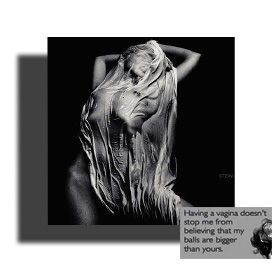 Having a vagina doesn't
stop me from
believing that my
balls are bigger
than yours.